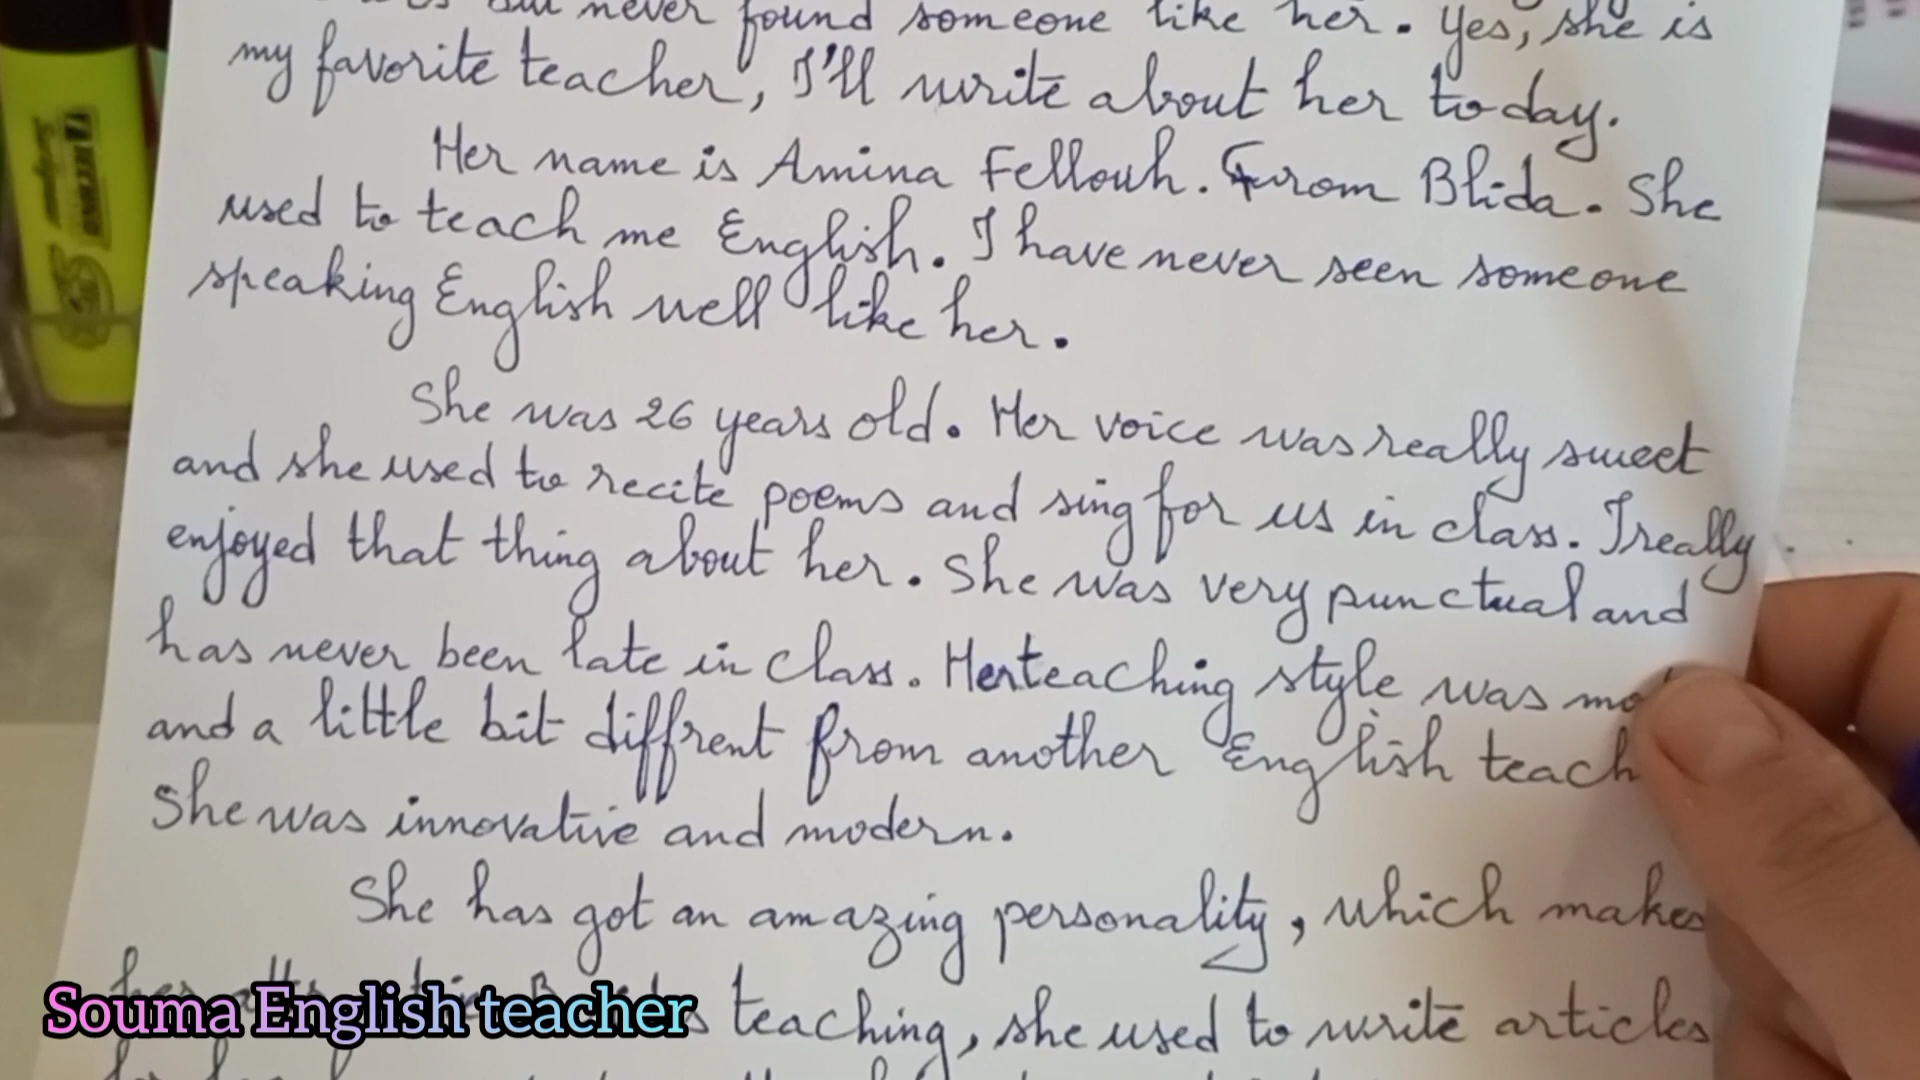 but never found someone like her. Yes, she is
my favorite teacher, I'll write about her today.
Her name is Amina Fellouh. From Blida. She
used to teach me English. I have never seen someone
speaking English well like her.
She was 26 years old. Her voice was really sweet
and she used to recite poems and sing for us in class. I really
enjoyed that thing about her. She was very punctual and
has never been late in class. Her teaching style was
and a little bit diffrent from another English teach
She was innovative and modern.
She has got an amazing personality, which makes
her teaching, she used to write articles
Souma English teacher